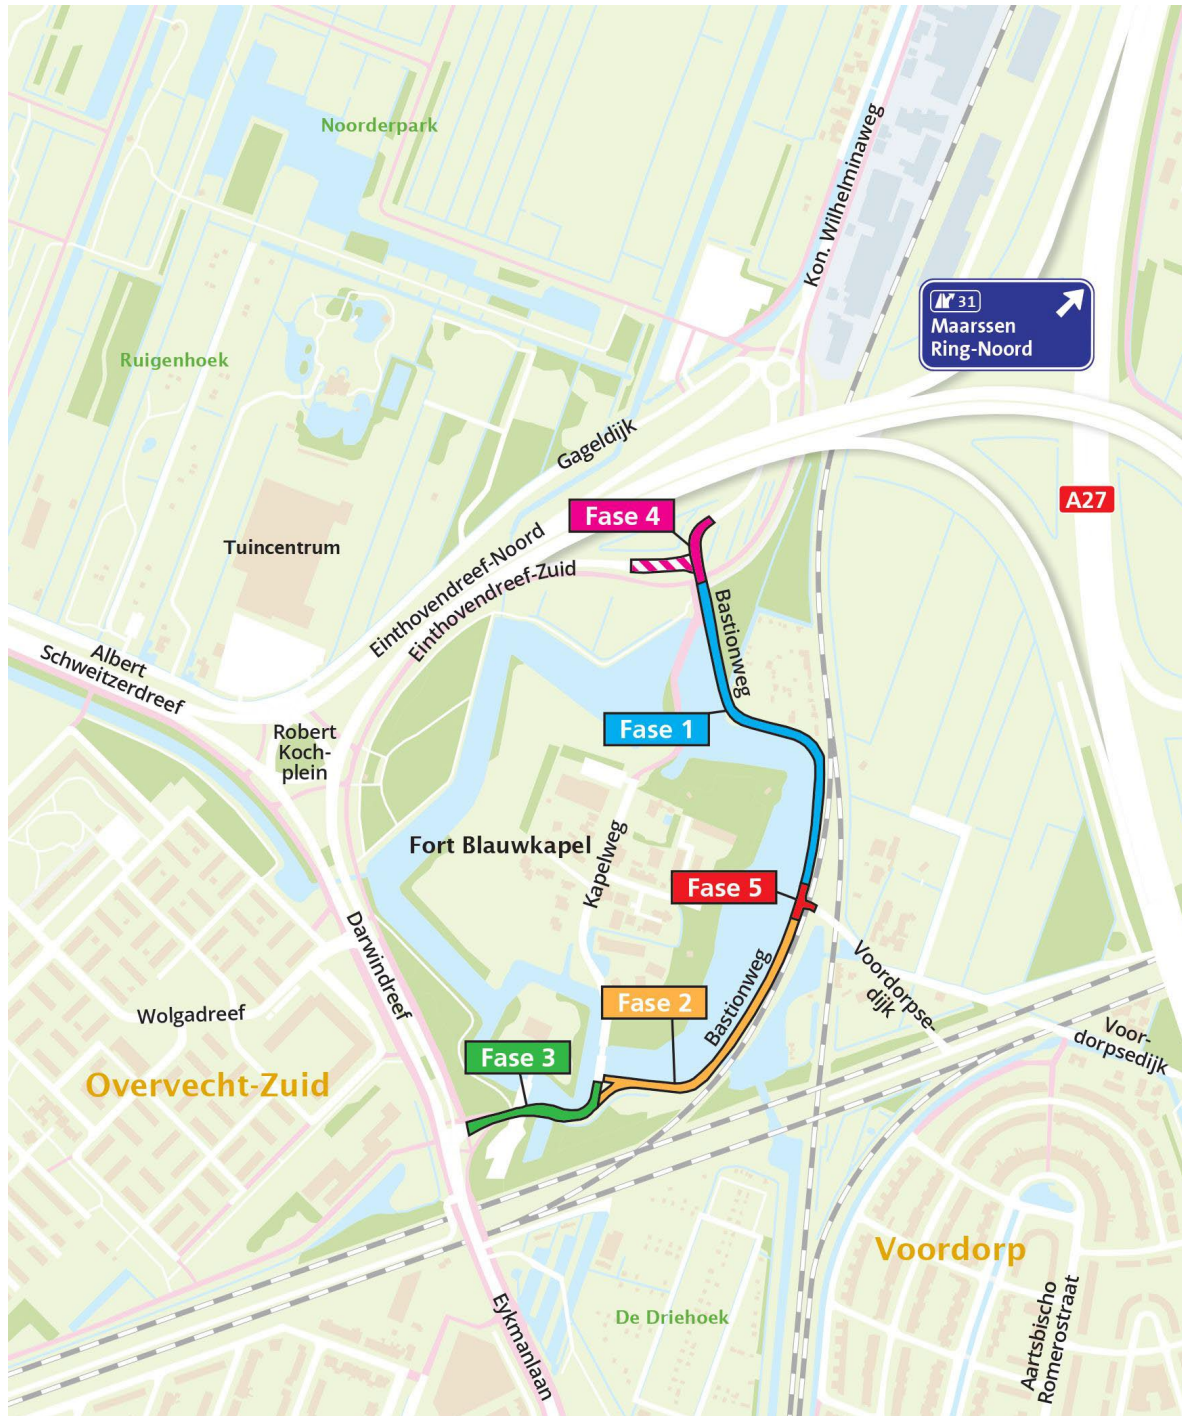 Noorderpark
Kon. Wilhelminaweg
31
Maarssen
Ring-Noord
Ruigenhoek
Gageldijk
A27
Fase 4
Tuincentrum
Einthovendreef-Noord
Einthovendreef-Zuid
Bastionweg
Albert
Schweitzerdreef
Fase 1
Robert
Koch-
plein
Fort Blauwkapel
Kapelweg
Fase 5
Darwindreef
Voordorpse-
dijk
Bastionweg
Fase 2
Wolgadreef
Voor-
dorpsedijk
Fase 3
Overvecht-Zuid
Voordorp
De Driehoek
Eykmanlaan
Aartsbischo
Romerostraat